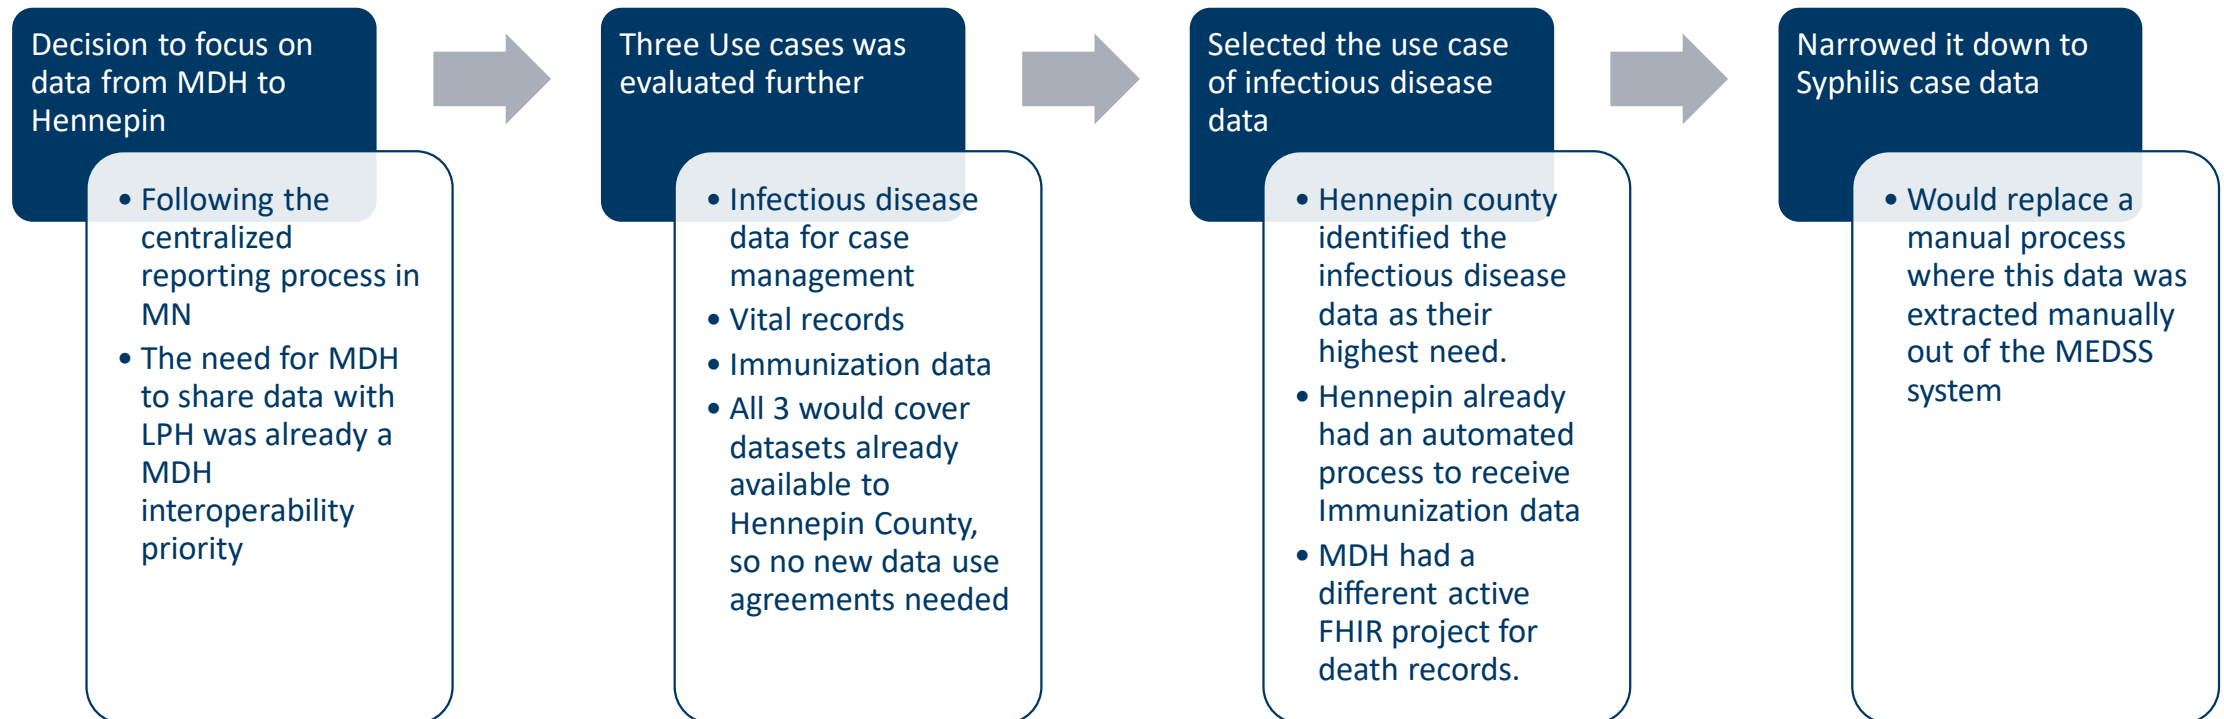 Decision to focus on
data from MDH to
Hennepin
• Following the
centralized
reporting process in
MN
• The need for MDH
to share data with
LPH was already a
MDH
interoperability
priority
Three Use cases was
evaluated further
• Infectious disease
data for case
management
• Vital records
• Immunization data
• All 3 would cover
datasets already
available to
Hennepin County,
so no new data use
agreements needed
Selected the use case
of infectious disease
data
• Hennepin county
identified the
infectious disease
data as their
highest need.
• Hennepin already
had an automated
process to receive
Immunization data
• MDH had a
different active
FHIR project for
death records.
Narrowed it down to
Syphilis case data
• Would replace a
manual process
where this data was
extracted manually
out of the MEDSS
system